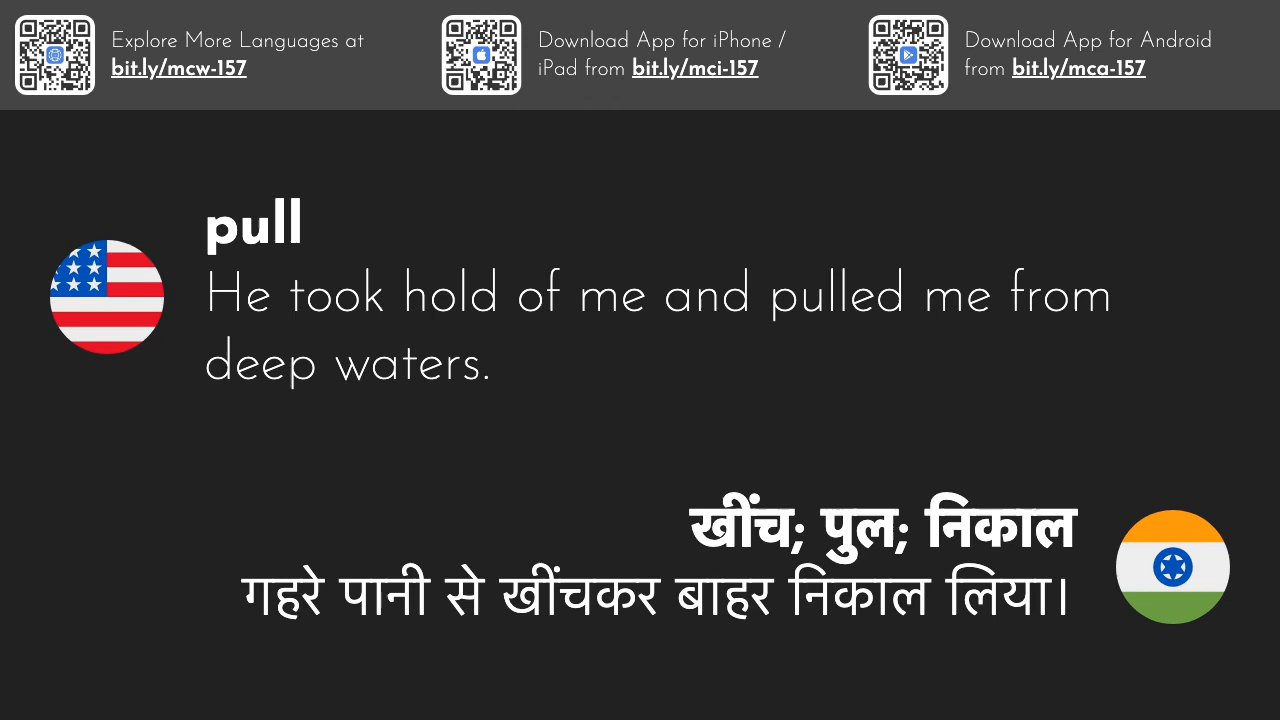 Explore More Languages at
bit.ly/mcw-157
Download App for iPhone /
iPad from bit.ly/mci-157
Download App for Android
from bit.ly/mca-157
pull
He took hold of me and pulled me from
deep waters.
खींच; पुल; निकाल
गहरे पानी से खींचकर बाहर निकाल लिया।